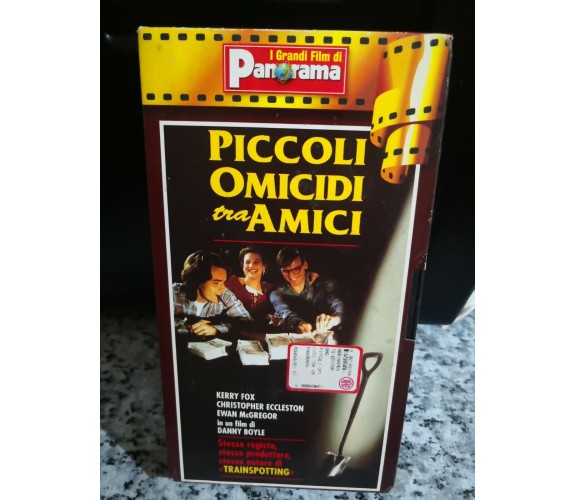 I Grandi Film di
Panorama
PICCOLI
OMICIDI
tra AMICI
KERRY FOX
CHRISTOPHER ECCLESTON
EWAN McGREGOR
in un film di
DANNY BOYLE
Stesso regista,
stesso produttore,
stesso autore di
«TRAINSPOTTING»